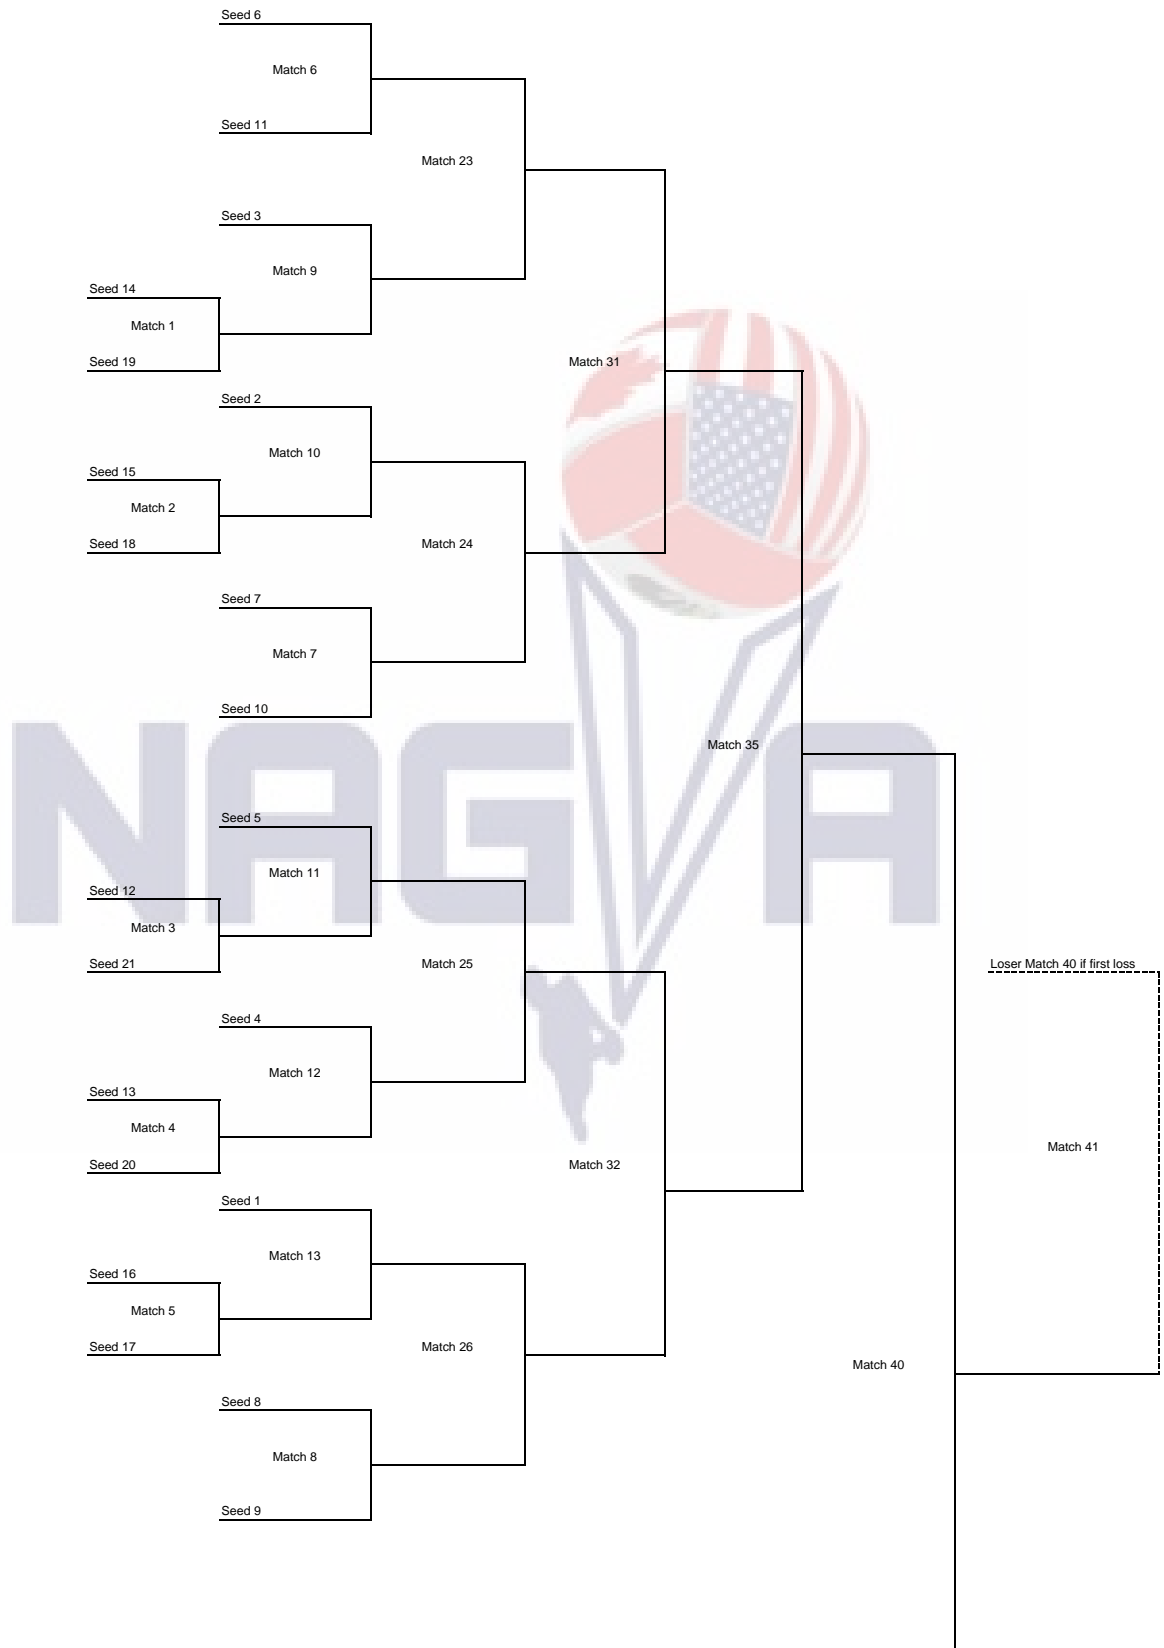 Seed 6
Match 6
Seed 11
Match 23
Seed 3
Match 9
Seed 14
Match 1
Seed 19
Match 31
Seed 2
Match 10
Seed 15
Match 2
Seed 18
Match 24
Seed 7
Match 7
Seed 10
Match 35
NAGVA
Seed 5
Match 11
Seed 12
Match 3
Seed 21
Match 25
Loser Match 40 if first loss
Seed 4
Match 12
Seed 13
Match 4
Match 41
Seed 20
Match 32
Seed 1
Match 13
Seed 16
Match 5
Seed 17
Match 26
Match 40
Seed 8
Match 8
Seed 9